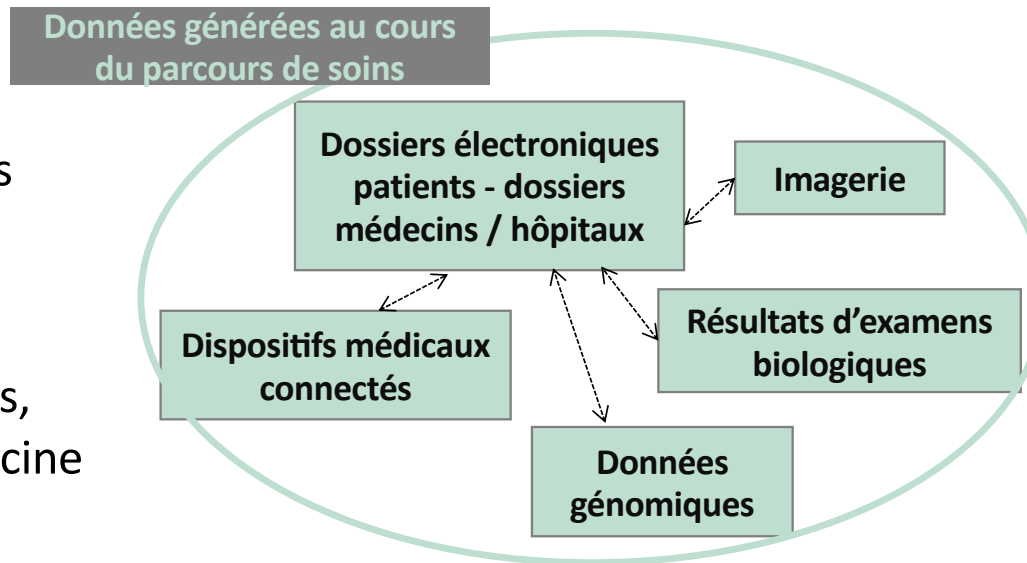 Données générées au cours
du parcours de soins
Dossiers électroniques
patients - dossiers
médecins / hôpitaux
Imagerie
s
Dispositifs médicaux
connectés
Résultats d'examens
biologiques
s,
cine
Données
génomiques